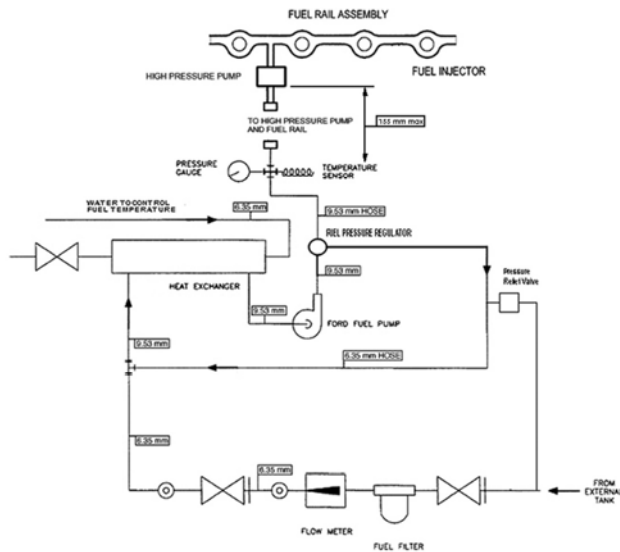 FUEL RAIL ASSEMBLY
FUEL INJECTOR
HIGH PRESSURE PUMP
TO HIGH PRESSURE PUMP
AND FUEL RAIL
mm max
PRESSURE
GAUGE
TEMPERATURE
SENSOR
WATER TO CONTROL
FUEL TEMPERATURE
6.35 mm
9.53 mm HOSE
FUEL PRESSURE REGULATOR
9.53 mm
HEAT EXCHANGER
Pressure
Relief Valve
9.53 mm
FORD FUEL PUMP
9.53 mm
6.35 mm HOSE
6.35 mm
6.35 mm
FROM
EXTERNAL
TANK
FLOW METER
FUEL FILTER